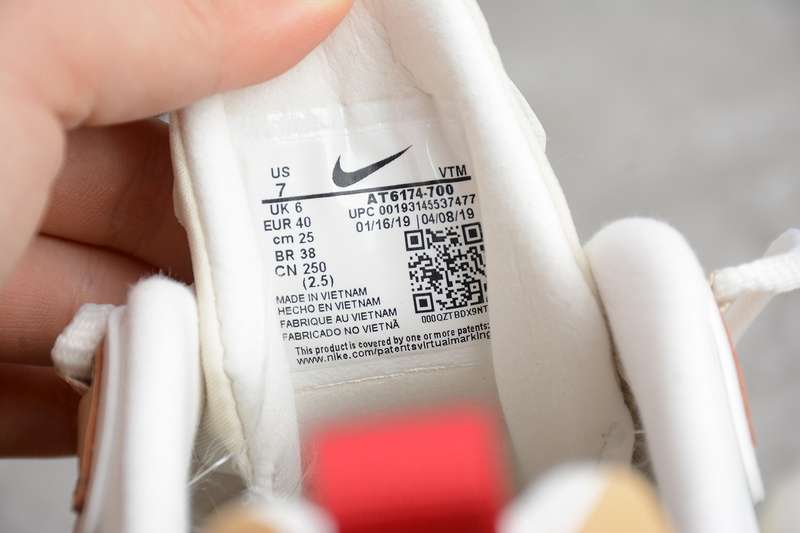 US VTM
7 AT6174-700
UK 6 UPC 00193145537477
EUR 40 01/16/19 | 04/08/19
cm 25
BR 38
CN 250
(2.5)
MADE IN VIETNAM
HECHO EN VIETNAM
FABRIQUE AU VIETNAM
FABRICADO NO VIETNÃ
000QZTBDX9NT
This product is covered by one or more patents:
www.nike.com/patentsvirtualmarking